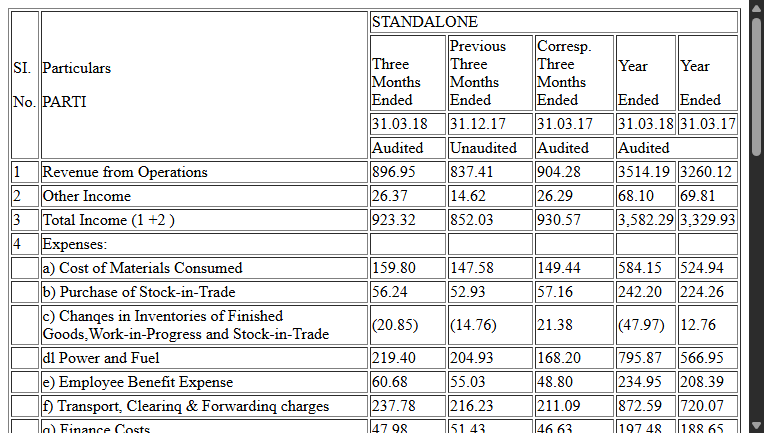 STANDALONE
SI. No. Particulars PARTI Three Months Ended Previous Three Months Ended Corresp. Three Months Ended Year Ended Year Ended
31.03.18 31.12.17 31.03.17 31.03.18 31.03.17
Audited Unaudited Audited Audited
1 Revenue from Operations 896.95 837.41 904.28 3514.19 3260.12
2 Other Income 26.37 14.62 26.29 68.10 69.81
3 Total Income (1 +2 ) 923.32 852.03 930.57 3,582.29 3,329.93
4 Expenses:
a) Cost of Materials Consumed 159.80 147.58 149.44 584.15 524.94
b) Purchase of Stock-in-Trade 56.24 52.93 57.16 242.20 224.26
c) Chanqes in Inventories of Finished
Goods,Work-in-Progress and Stock-in-Trade (20.85) (14.76) 21.38 (47.97) 12.76
dl Power and Fuel 219.40 204.93 168.20 795.87 566.95
e) Employee Benefit Expense 60.68 55.03 48.80 234.95 208.39
f) Transport, Clearinq & Forwardinq charges 237.78 216.23 211.09 872.59 720.07
q) Finance Costs 47.98 51.43 46.63 197.48 188.65